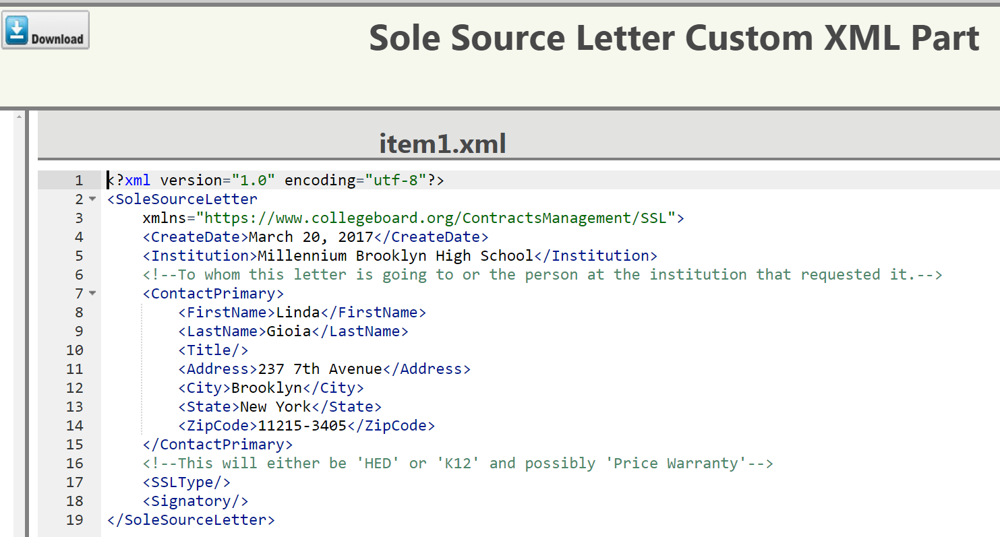 Download
Sole Source Letter Custom XML Part
item1.xml
1 <?xml version="1.0" encoding="utf-8"?>
2 <SoleSourceLetter
3     xmlns="https://www.collegeboard.org/ContractsManagement/SSL">
4     <CreateDate>March 20, 2017</CreateDate>
5     <Institution>Millennium Brooklyn High School</Institution>
6     <!--To whom this letter is going to or the person at the institution that requested it.-->
7     <ContactPrimary>
8         <FirstName>Linda</FirstName>
9         <LastName>Gioia</LastName>
10         <Title/>
11         <Address>237 7th Avenue</Address>
12         <City>Brooklyn</City>
13         <State>New York</State>
14         <ZipCode>11215-3405</ZipCode>
15     </ContactPrimary>
16     <!--This will either be 'HED' or 'K12' and possibly 'Price Warranty'-->
17     <SSLType/>
18     <Signatory/>
19 </SoleSourceLetter>